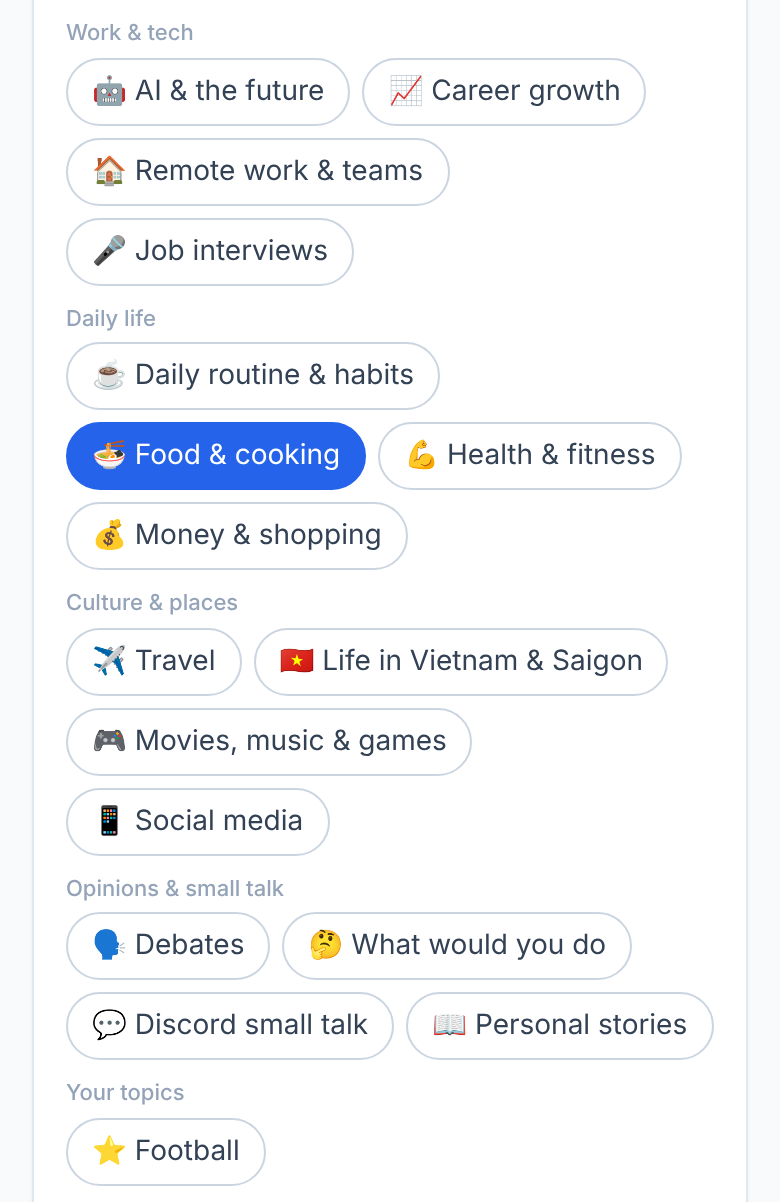 Work & tech
🤖 AI & the future 📈 Career growth
🏠 Remote work & teams
🎤 Job interviews
Daily life
☕ Daily routine & habits
🍜 Food & cooking 💪 Health & fitness
💰 Money & shopping
Culture & places
✈️ Travel 🇻🇳 Life in Vietnam & Saigon
🎮 Movies, music & games
📱 Social media
Opinions & small talk
🗣️ Debates 🤔 What would you do
💬 Discord small talk 📖 Personal stories
Your topics
⭐ Football